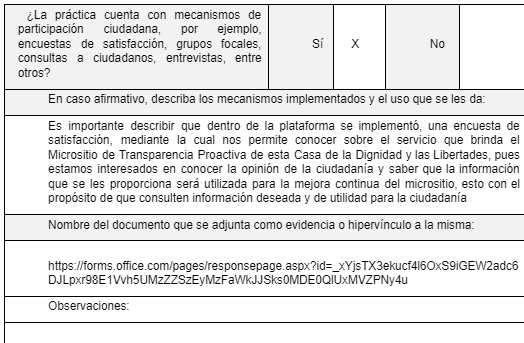 ¿La práctica cuenta con mecanismos de
participación ciudadana, por ejemplo,
encuestas de satisfacción, grupos focales,
consultas a ciudadanos, entrevistas, entre
otros?
Sí X No
En caso afirmativo, describa los mecanismos implementados y el uso que se les da:
Es importante describir que dentro de la plataforma se implementó, una encuesta de
satisfacción, mediante la cual nos permite conocer sobre el servicio que brinda el
Micrositio de Transparencia Proactiva de esta Casa de la Dignidad y las Libertades, pues
estamos interesados en conocer la opinión de la ciudadanía y saber que la información
que se les proporciona será utilizada para la mejora continua del micrositio, esto con el
propósito de que consulten información deseada y de utilidad para la ciudadanía
Nombre del documento que se adjunta como evidencia o hipervínculo a la misma:
https://forms.office.com/pages/responsepage.aspx?id=_xYjsTX3ekucf4l6OxS9iGEW2adc6
DJLpxr98E1Vvh5UMzZZSzEyMzFaWkJJSks0MDE0QlUxMVZPNy4u
Observaciones: